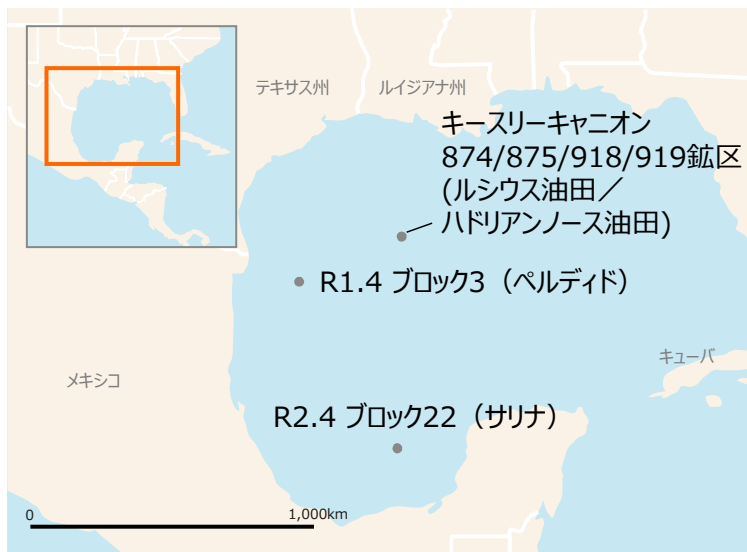 テキサス州
ルイジアナ州
キースリーキャニオン
874/875/918/919鉱区
(ルシウス油田／
ハドリアンノース油田)
R1.4 ブロック3（ペルディド）
キューバ
メキシコ
R2.4 ブロック22（サリナ）
0
1,000km